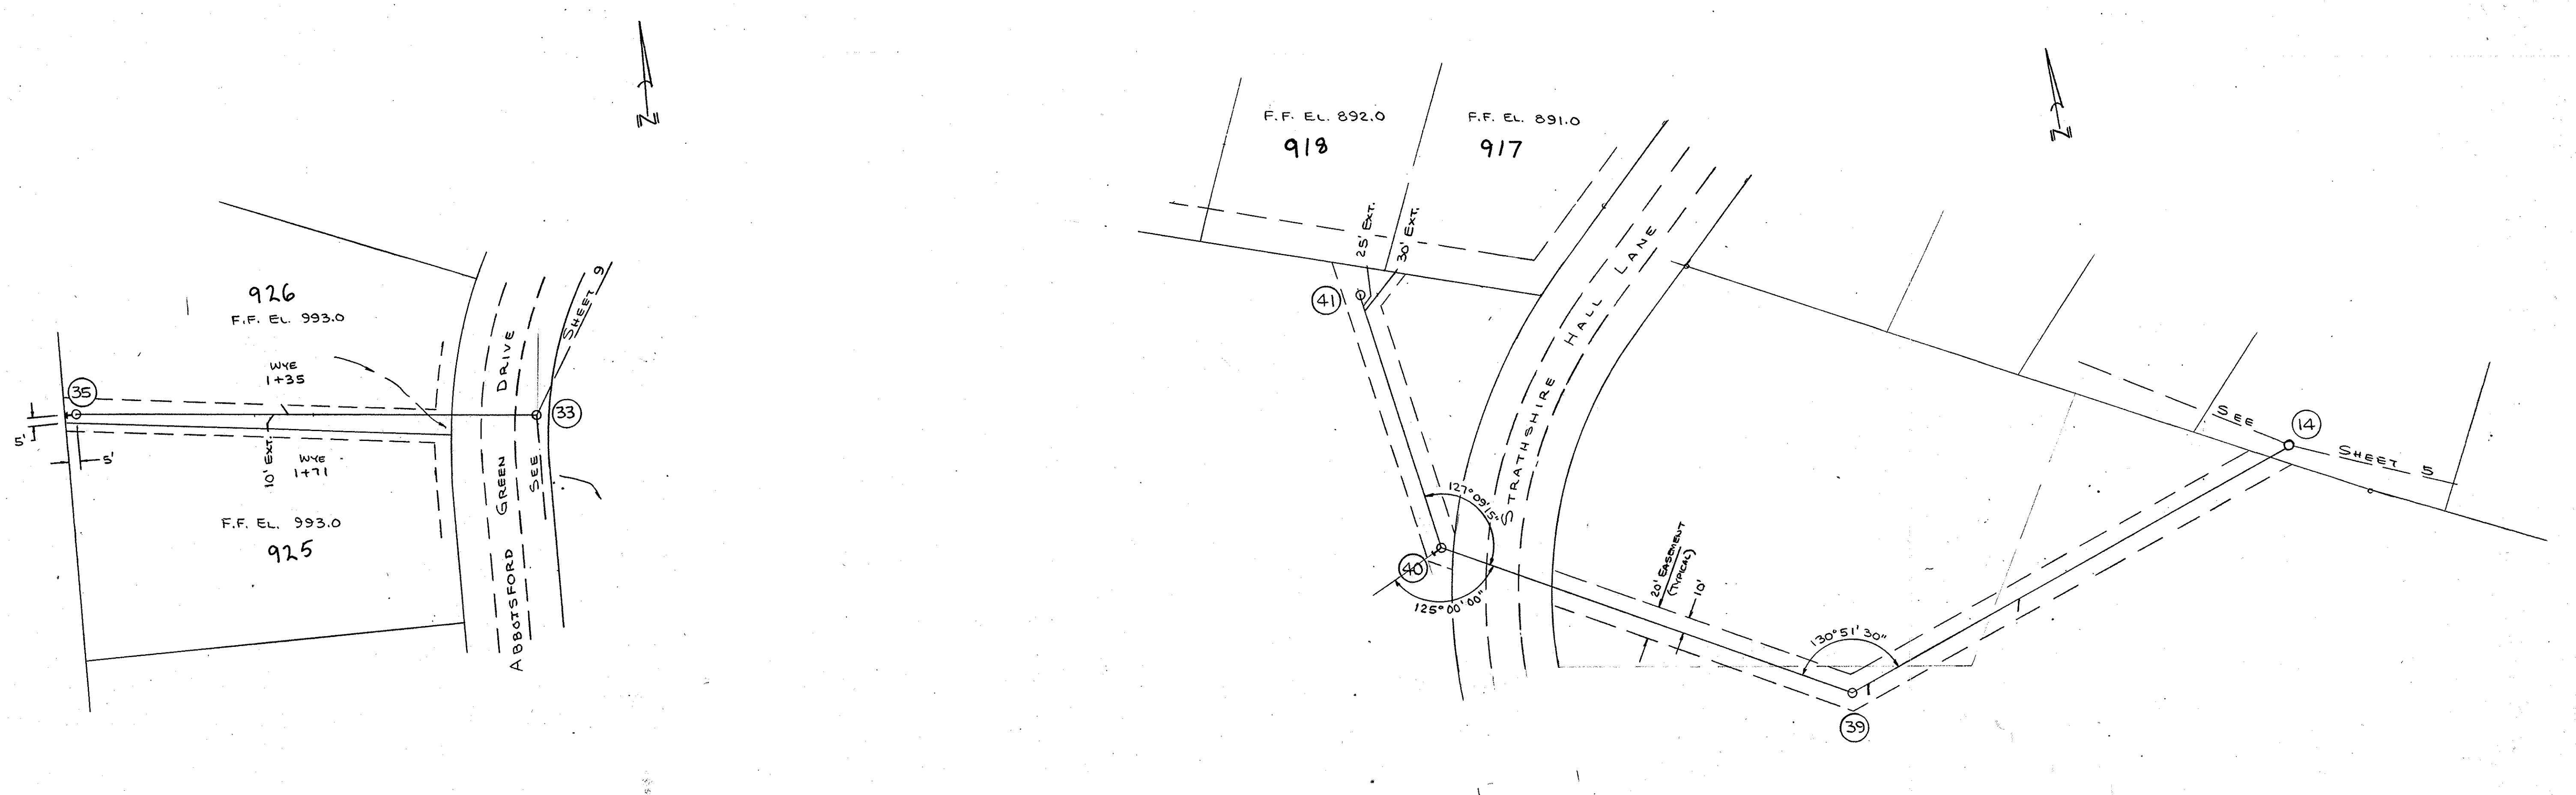 N
926
F.F. EL. 993.0
WYE
1+35
35
33
5'
5'
10' EXT.
WYE
1+71
F.F. EL. 993.0
925
ABBOTSFORD GREEN DRIVE
SEE SHEET 9
N
F.F. EL. 892.0
918
F.F. EL. 891.0
917
25' EXT.
30' EXT.
41
STRATHSHIRE HALL LANE
127°09'15"
40
125°00'00"
20' EASEMENT
(TYPICAL)
10'
130°51'30"
39
14
SEE SHEET 5